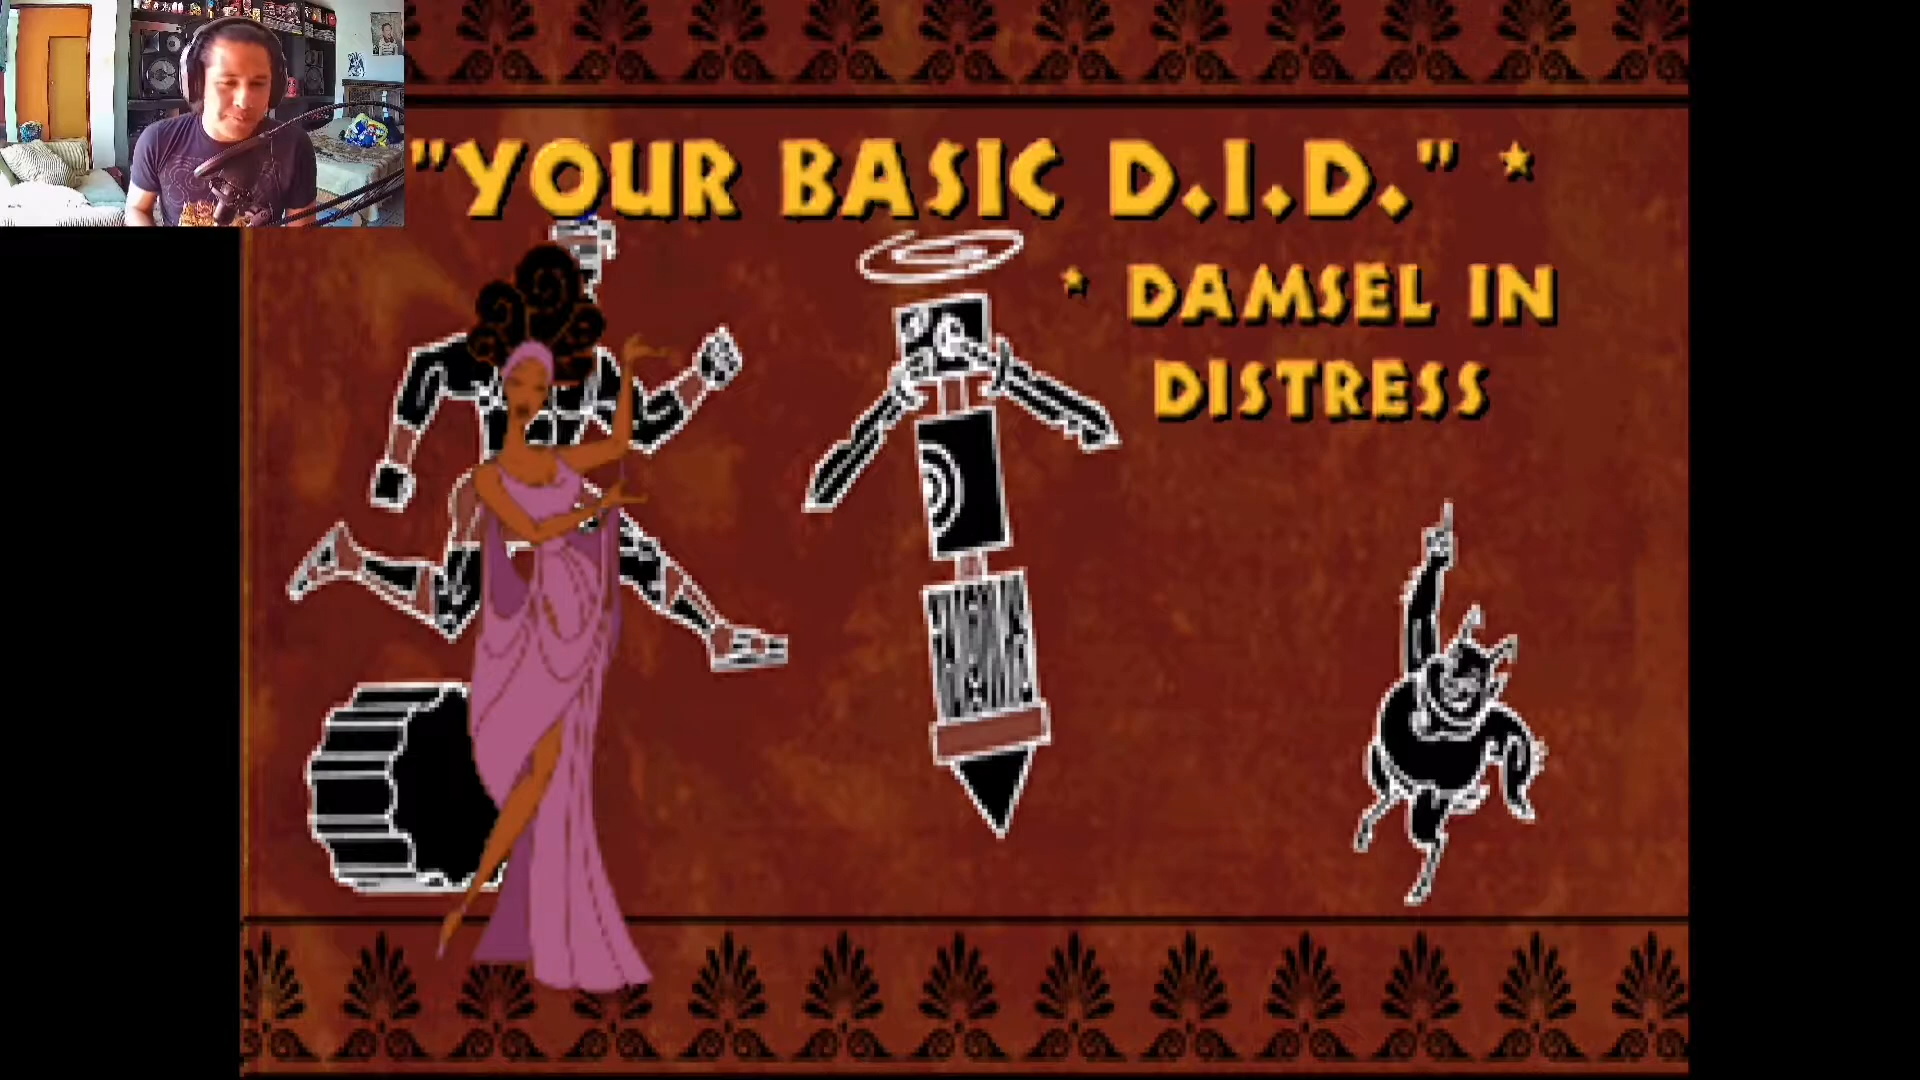 "YOUR BASIC D.I.D." *
* DAMSEL IN
DISTRESS